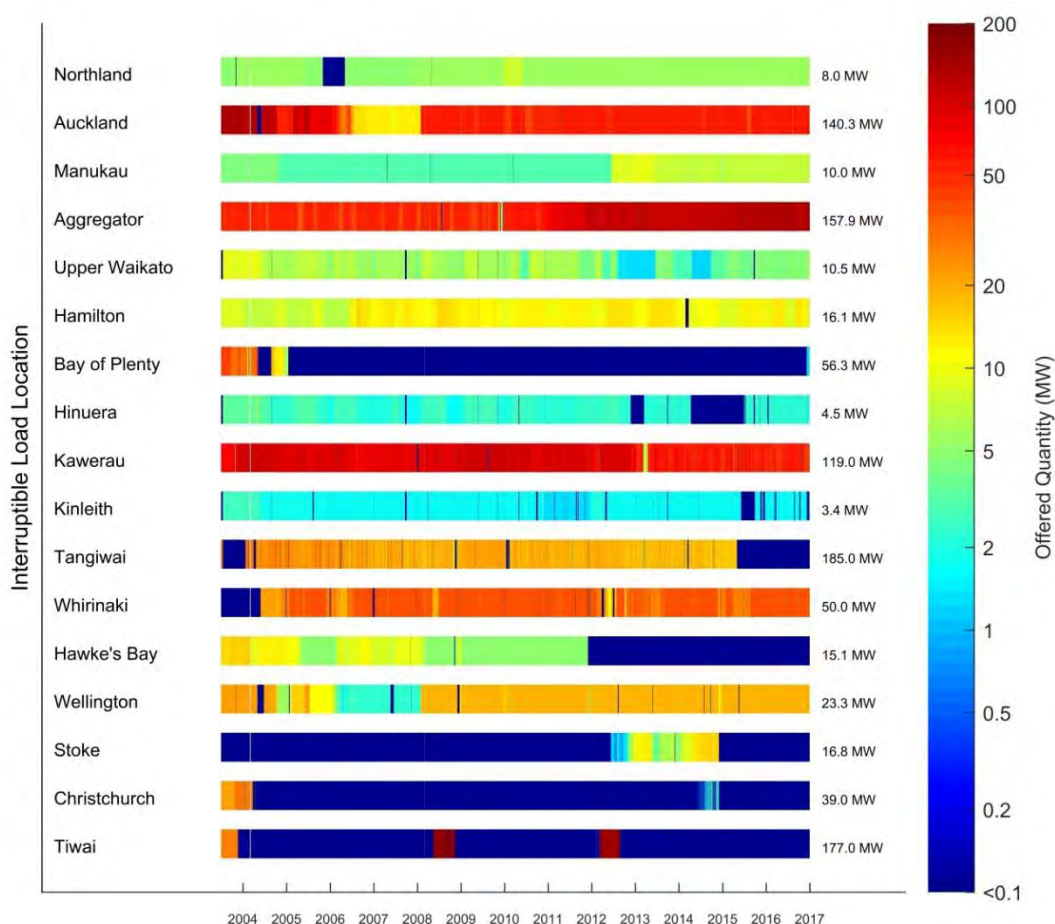 Interruptible Load Location
Northland 8.0 MW
Auckland 140.3 MW
Manukau 10.0 MW
Aggregator 157.9 MW
Upper Waikato 10.5 MW
Hamilton 16.1 MW
Bay of Plenty 56.3 MW
Hinuera 4.5 MW
Kawerau 119.0 MW
Kinleith 3.4 MW
Tangiwai 185.0 MW
Whirinaki 50.0 MW
Hawke's Bay 15.1 MW
Wellington 23.3 MW
Stoke 16.8 MW
Christchurch 39.0 MW
Tiwai 177.0 MW
2004 2005 2006 2007 2008 2009 2010 2011 2012 2013 2014 2015 2016 2017
200
100
50
20
10
5
2
1
0.5
0.2
<0.1
Offered Quantity (MW)